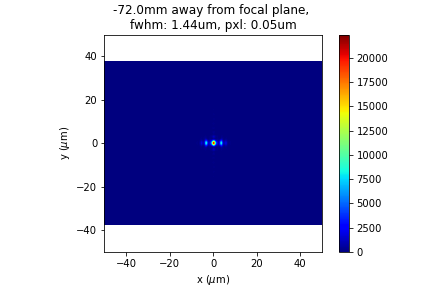 -72.0mm away from focal plane,
fwhm: 1.44um, pxl: 0.05um
40
20
0
−20
−40
y (μm)
−40 −20 0 20 40
x (μm)
20000
17500
15000
12500
10000
7500
5000
2500
0